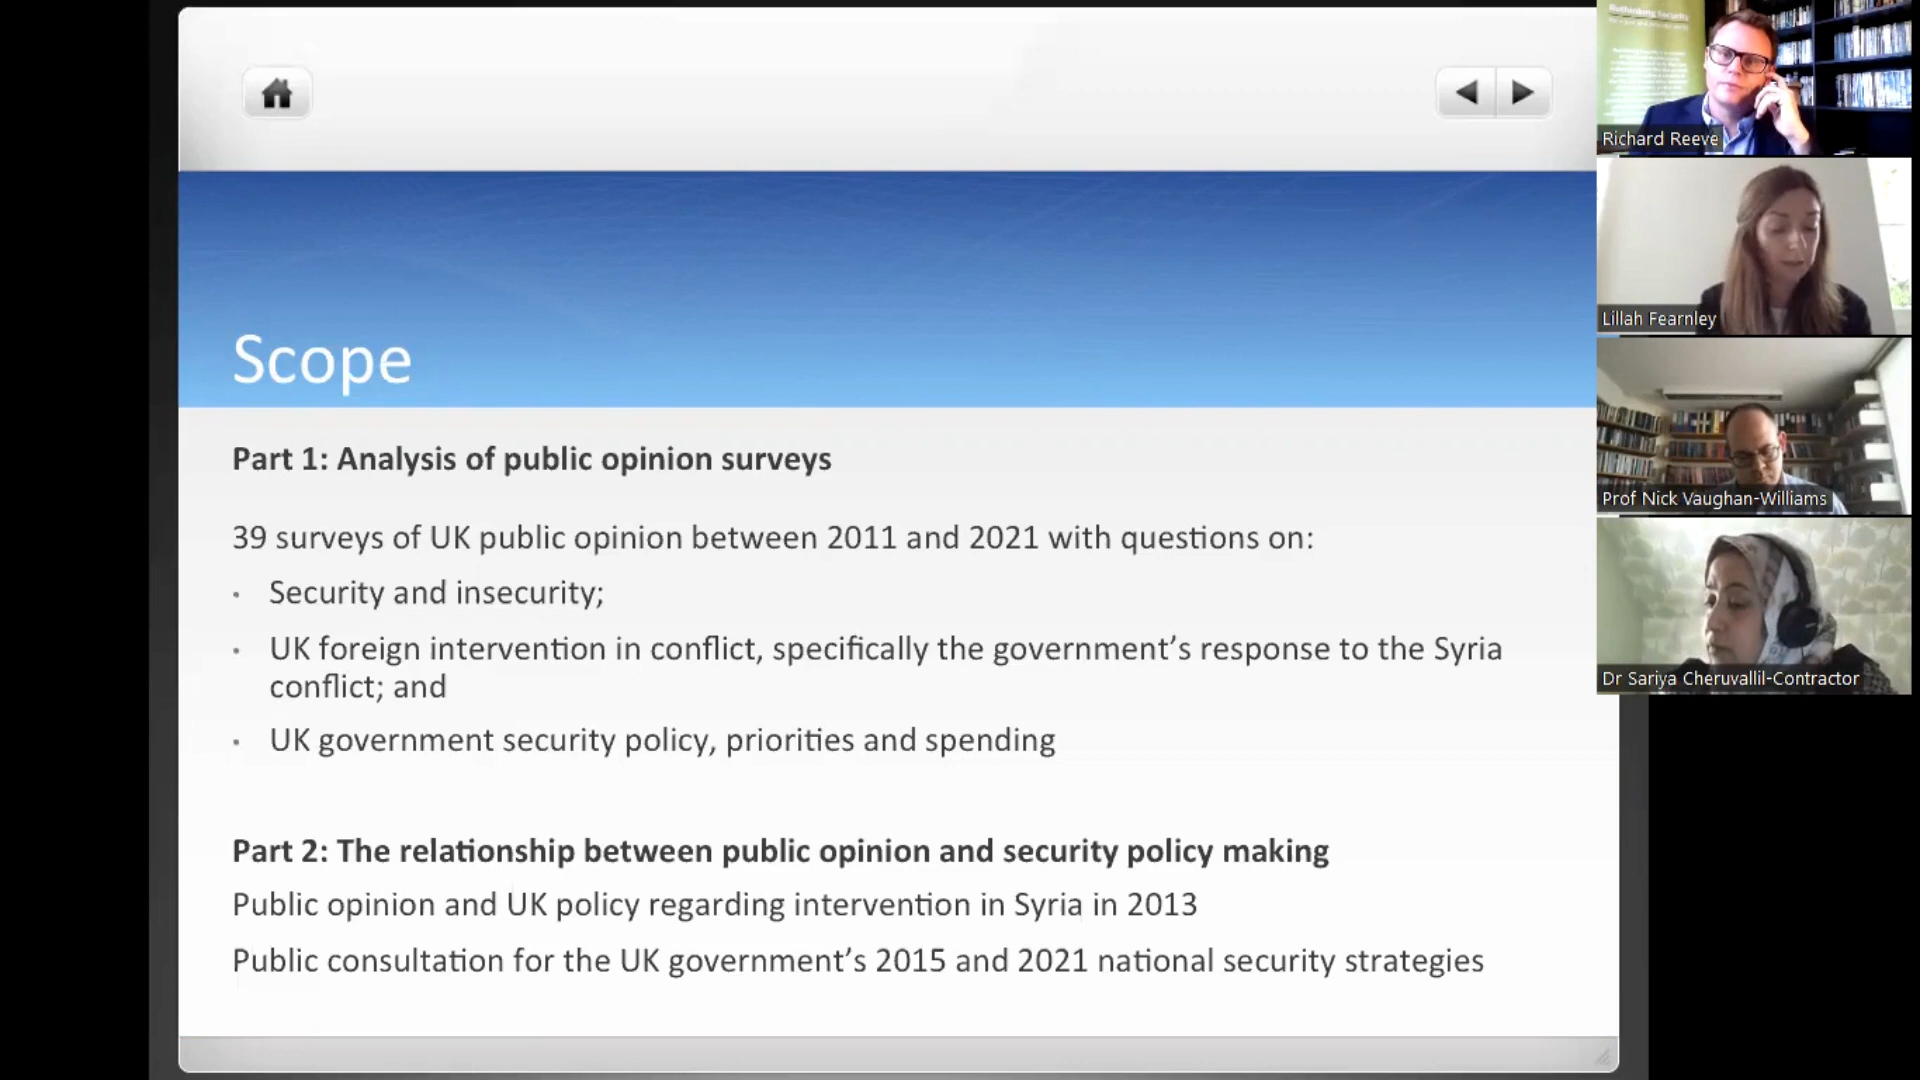 Scope
Part 1: Analysis of public opinion surveys
39 surveys of UK public opinion between 2011 and 2021 with questions on:
• Security and insecurity;
• UK foreign intervention in conflict, specifically the government’s response to the Syria
conflict; and
• UK government security policy, priorities and spending
Part 2: The relationship between public opinion and security policy making
Public opinion and UK policy regarding intervention in Syria in 2013
Public consultation for the UK government’s 2015 and 2021 national security strategies
Rethinking Security
Richard Reeve
Lillah Fearnley
Prof Nick Vaughan-Williams
Dr Sariya Cheruvallil-Contractor